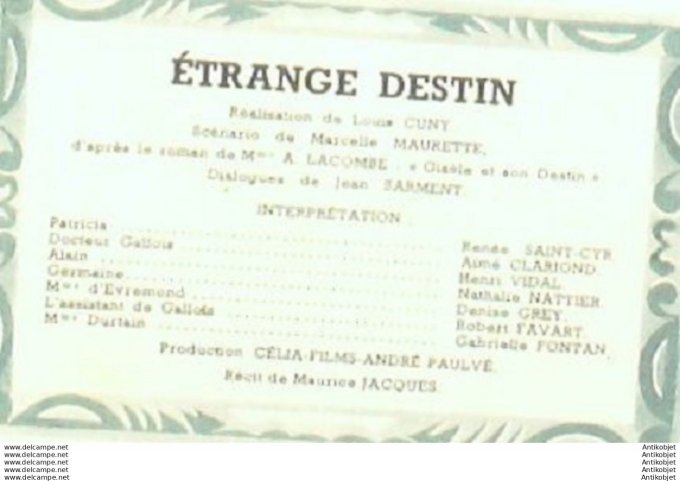 ÉTRANGE DESTIN
Réalisation de Louis CUNY
Scénario de Marcelle MAURETTE,
d'après le roman de Mme A. LACOMBE : « Gisèle et son Destin »
Dialogues de Jean SARMENT.
INTERPRÉTATION :
Patricia .......... Renée SAINT-CYR
Docteur Gallois .......... Aimé CLARIOND.
Alain .......... Henri VIDAL.
Germaine .......... Nathalie NATTIER.
Mme d'Evremond .......... Denise GREY.
L'assistant de Gallois .......... Robert FAVART.
Mme Durtain .......... Gabrielle FONTAN.
Production CÉLIA-FILMS-ANDRÉ PAULVÉ.
Récit de Maurice JACQUES.
www.delcampe.net Antikobjet
www.delcampe.net Antikobjet
www.delcampe.net Antikobjet
www.delcampe.net Antikobjet